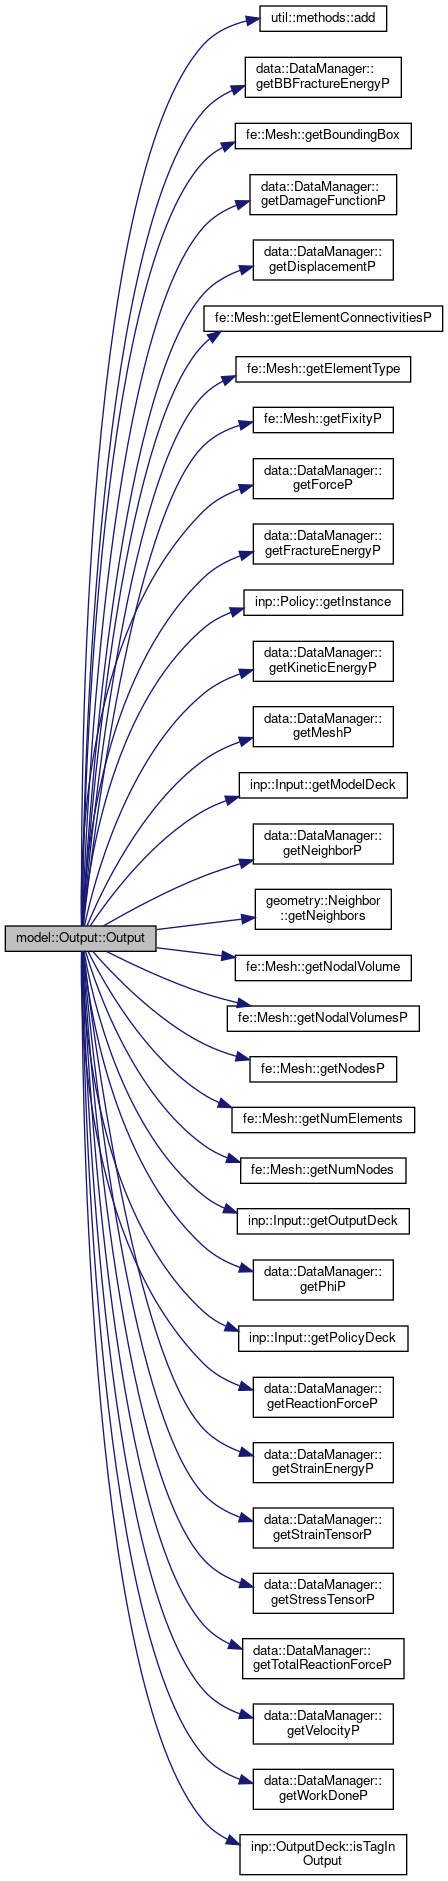 util::methods::add
data::DataManager::
getBBFractureEnergyP
fe::Mesh::getBoundingBox
data::DataManager::
getDamageFunctionP
data::DataManager::
getDisplacementP
fe::Mesh::getElementConnectivitiesP
fe::Mesh::getElementType
fe::Mesh::getFixityP
data::DataManager::
getForceP
data::DataManager::
getFractureEnergyP
inp::Policy::getInstance
data::DataManager::
getKineticEnergyP
data::DataManager::
getMeshP
inp::Input::getModelDeck
data::DataManager::
getNeighborP
geometry::Neighbor
::getNeighbors
model::Output::Output
fe::Mesh::getNodalVolume
fe::Mesh::getNodalVolumesP
fe::Mesh::getNodesP
fe::Mesh::getNumElements
fe::Mesh::getNumNodes
inp::Input::getOutputDeck
data::DataManager::
getPhiP
inp::Input::getPolicyDeck
data::DataManager::
getReactionForceP
data::DataManager::
getStrainEnergyP
data::DataManager::
getStrainTensorP
data::DataManager::
getStressTensorP
data::DataManager::
getTotalReactionForceP
data::DataManager::
getVelocityP
data::DataManager::
getWorkDoneP
inp::OutputDeck::isTagIn
Output